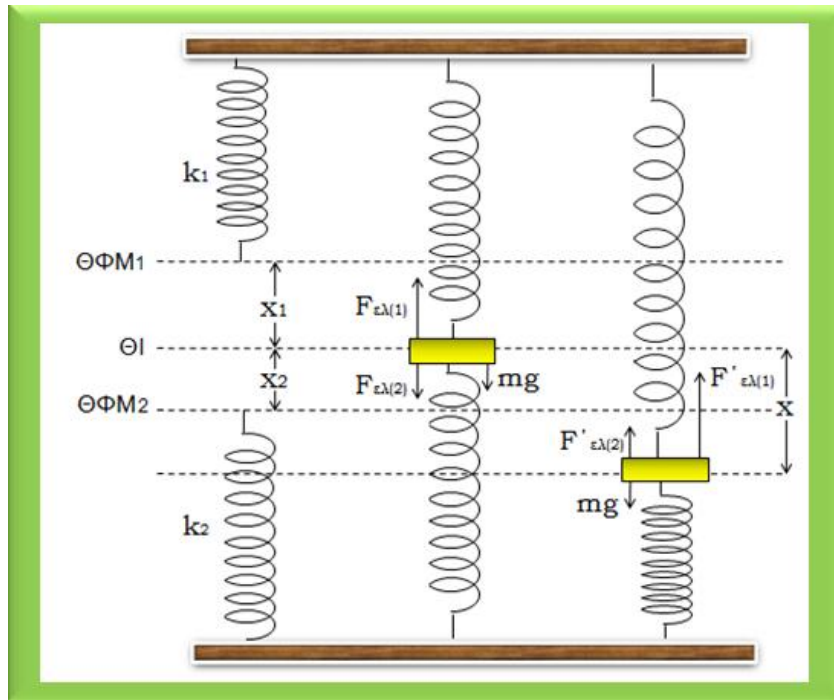 k₁
ΘΦΜ₁
x₁
Fελ(1)
ΘΙ
x₂
Fελ(2)
mg
F΄ελ(1)
x
ΘΦΜ₂
F΄ελ(2)
mg
k₂